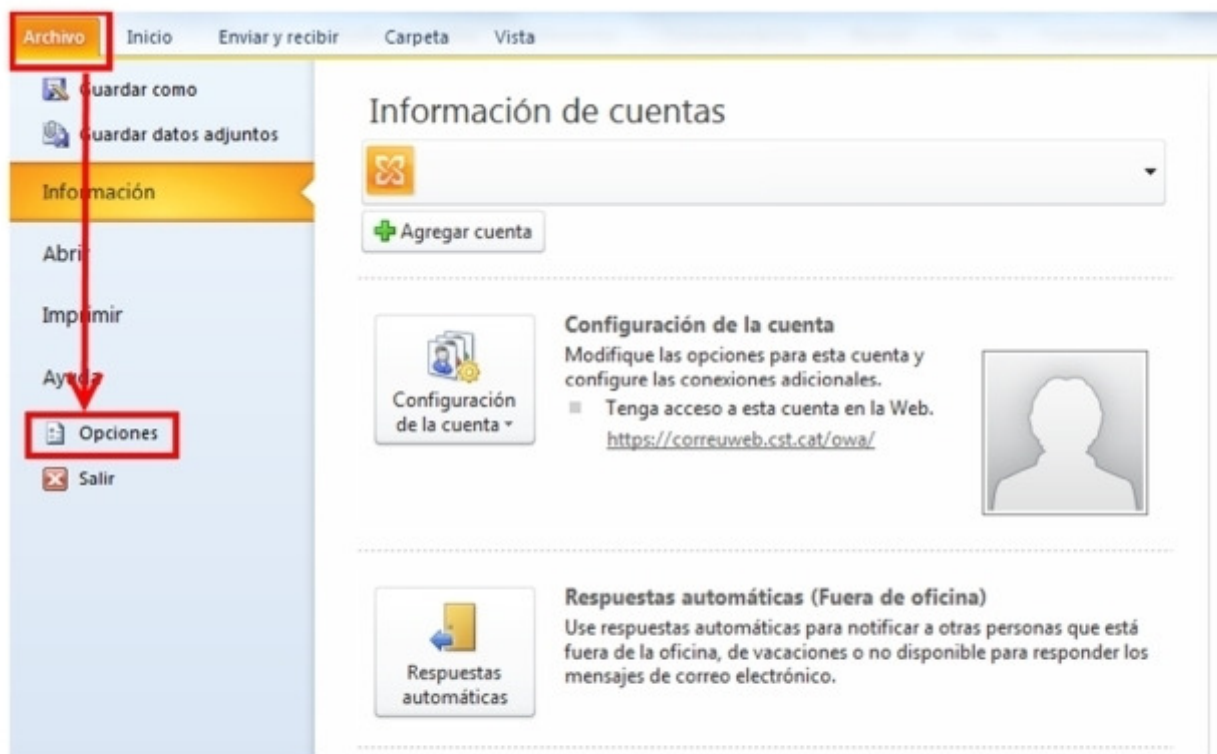 Archivo Inicio Enviar y recibir Carpeta Vista
Guardar como
Guardar datos adjuntos
Información
Abrir
Imprimir
Ayuda
Opciones
Salir
Información de cuentas
Agregar cuenta
Configuración
de la cuenta
Configuración de la cuenta
Modifique las opciones para esta cuenta y
configure las conexiones adicionales.
Tenga acceso a esta cuenta en la Web.
https://correuweb.cst.cat/owa/
Respuestas
automáticas
Respuestas automáticas (Fuera de oficina)
Use respuestas automáticas para notificar a otras personas que está
fuera de la oficina, de vacaciones o no disponible para responder los
mensajes de correo electrónico.